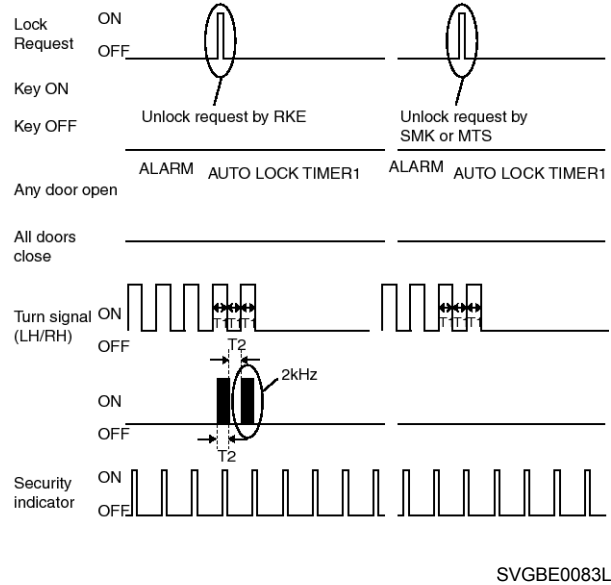 Lock
Request
ON
OFF
Key ON
Key OFF
Unlock request by RKE
Unlock request by
SMK or MTS
ALARM
AUTO LOCK TIMER1
ALARM
AUTO LOCK TIMER1
Any door open
All doors
close
Turn signal
(LH/RH)
ON
OFF
T1 T1 T1
T1 T1 T1
T2
2kHz
ON
OFF
T2
Security
indicator
ON
OFF
SVGBE0083L